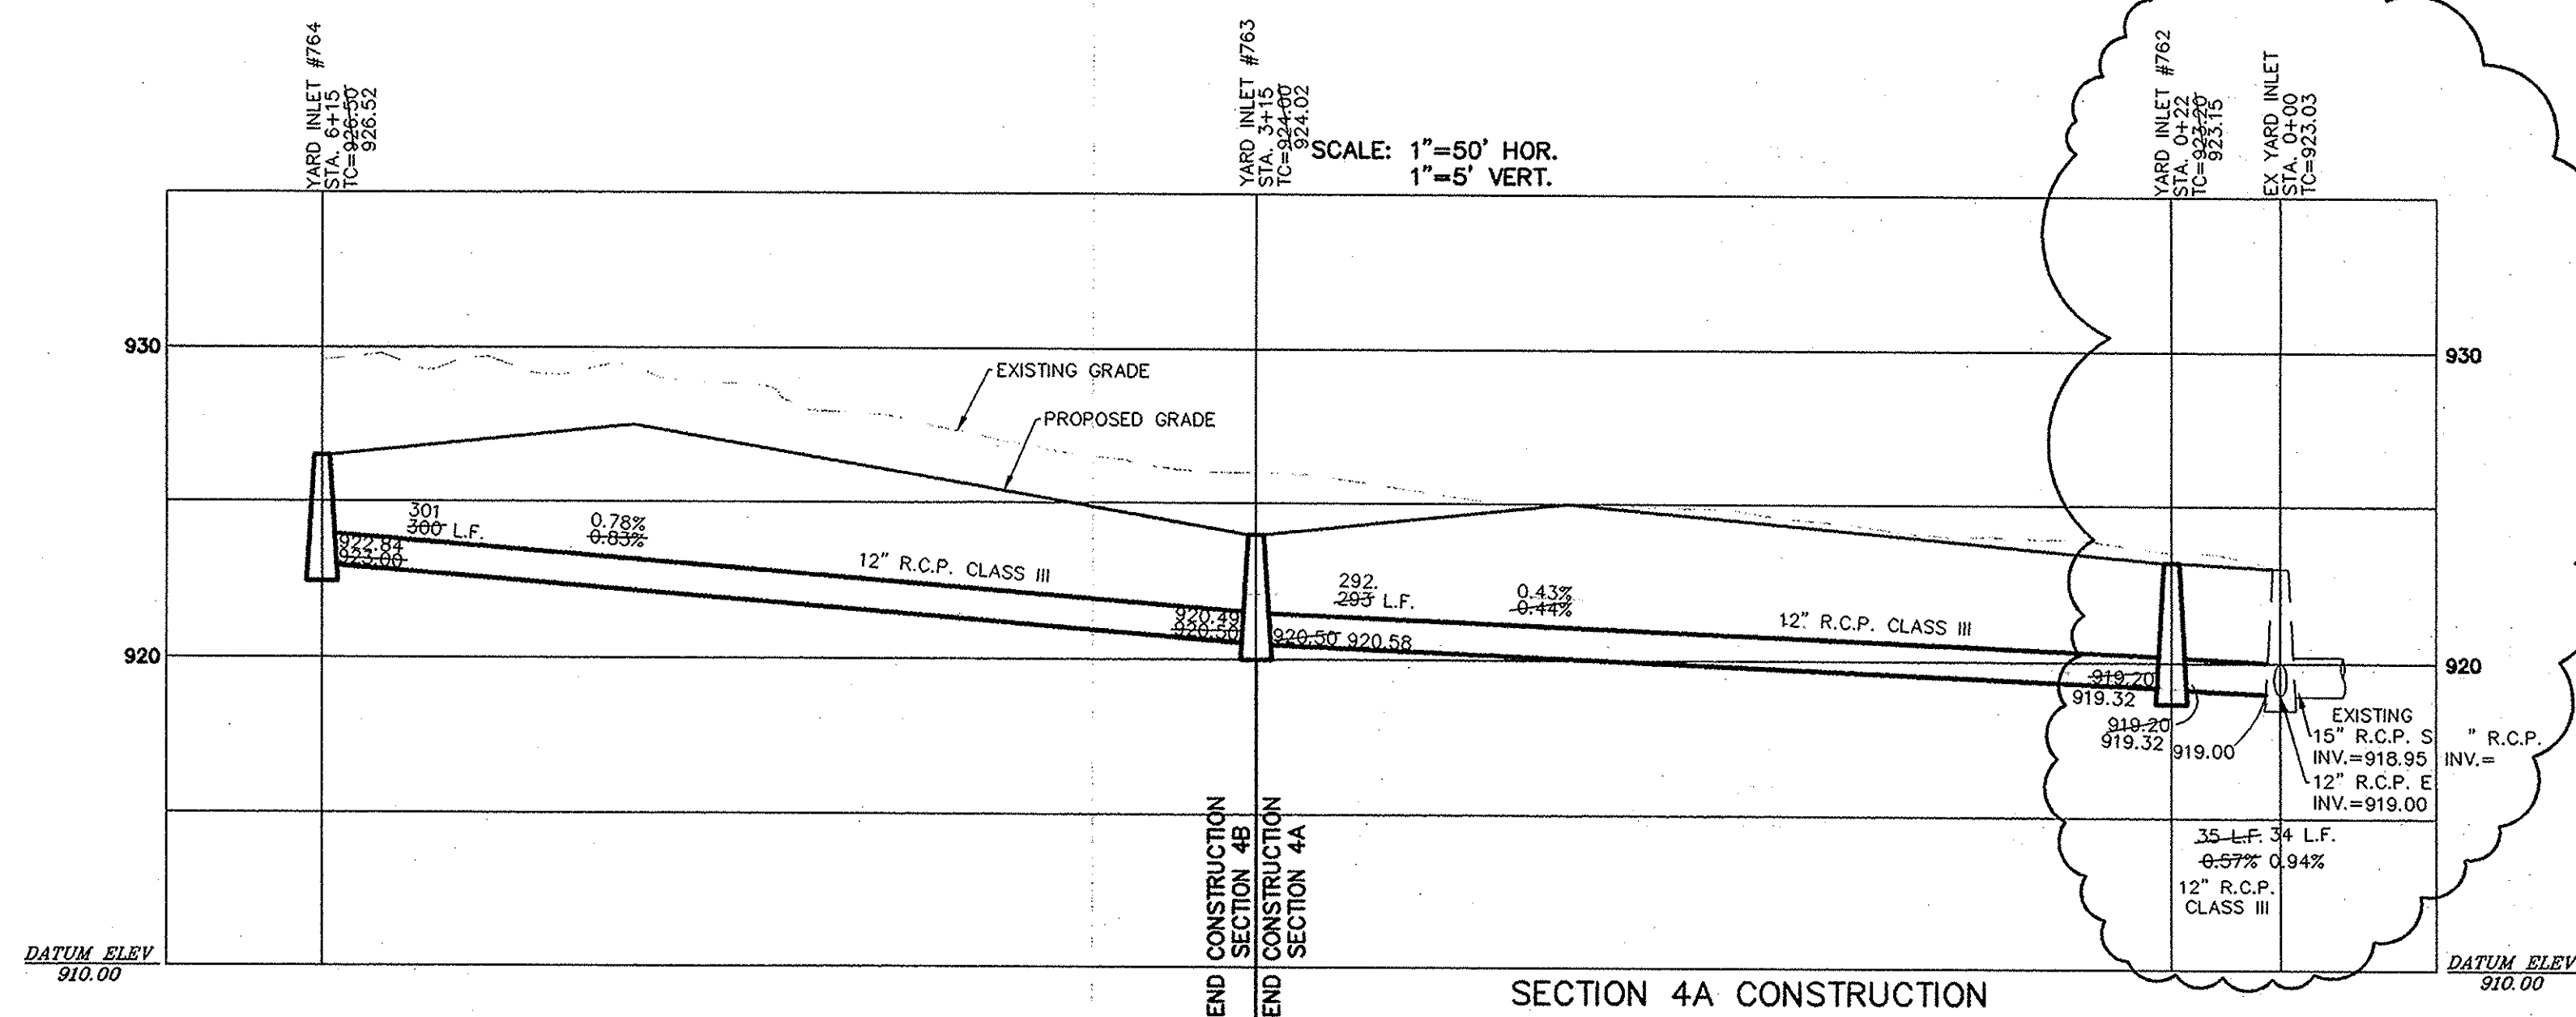 YARD INLET #764
STA. 6+15
TC=926.50
926.52
YARD INLET #763
STA. 3+15
TC=924.00
924.02
SCALE: 1"=50' HOR.
1"=5' VERT.
YARD INLET #762
STA. 0+22
TC=923.20
923.15
EX YARD INLET
STA. 0+00
TC=923.03
930
930
EXISTING GRADE
PROPOSED GRADE
301
300 L.F.
0.78%
0.83%
922.84
923.00
12" R.C.P. CLASS III
920.49
920.50
920.50 920.58
292.
293 L.F.
0.43%
0.44%
12" R.C.P. CLASS III
920
920
919.20
919.32
919.20
919.32
919.00
EXISTING
15" R.C.P. S " R.C.P.
INV.=918.95 INV.=
12" R.C.P. E
INV.=919.00
35 L.F. 34 L.F.
0.57% 0.94%
12" R.C.P.
CLASS III
END CONSTRUCTION
SECTION 4B
END CONSTRUCTION
SECTION 4A
DATUM ELEV
910.00
SECTION 4A CONSTRUCTION
DATUM ELEV
910.00